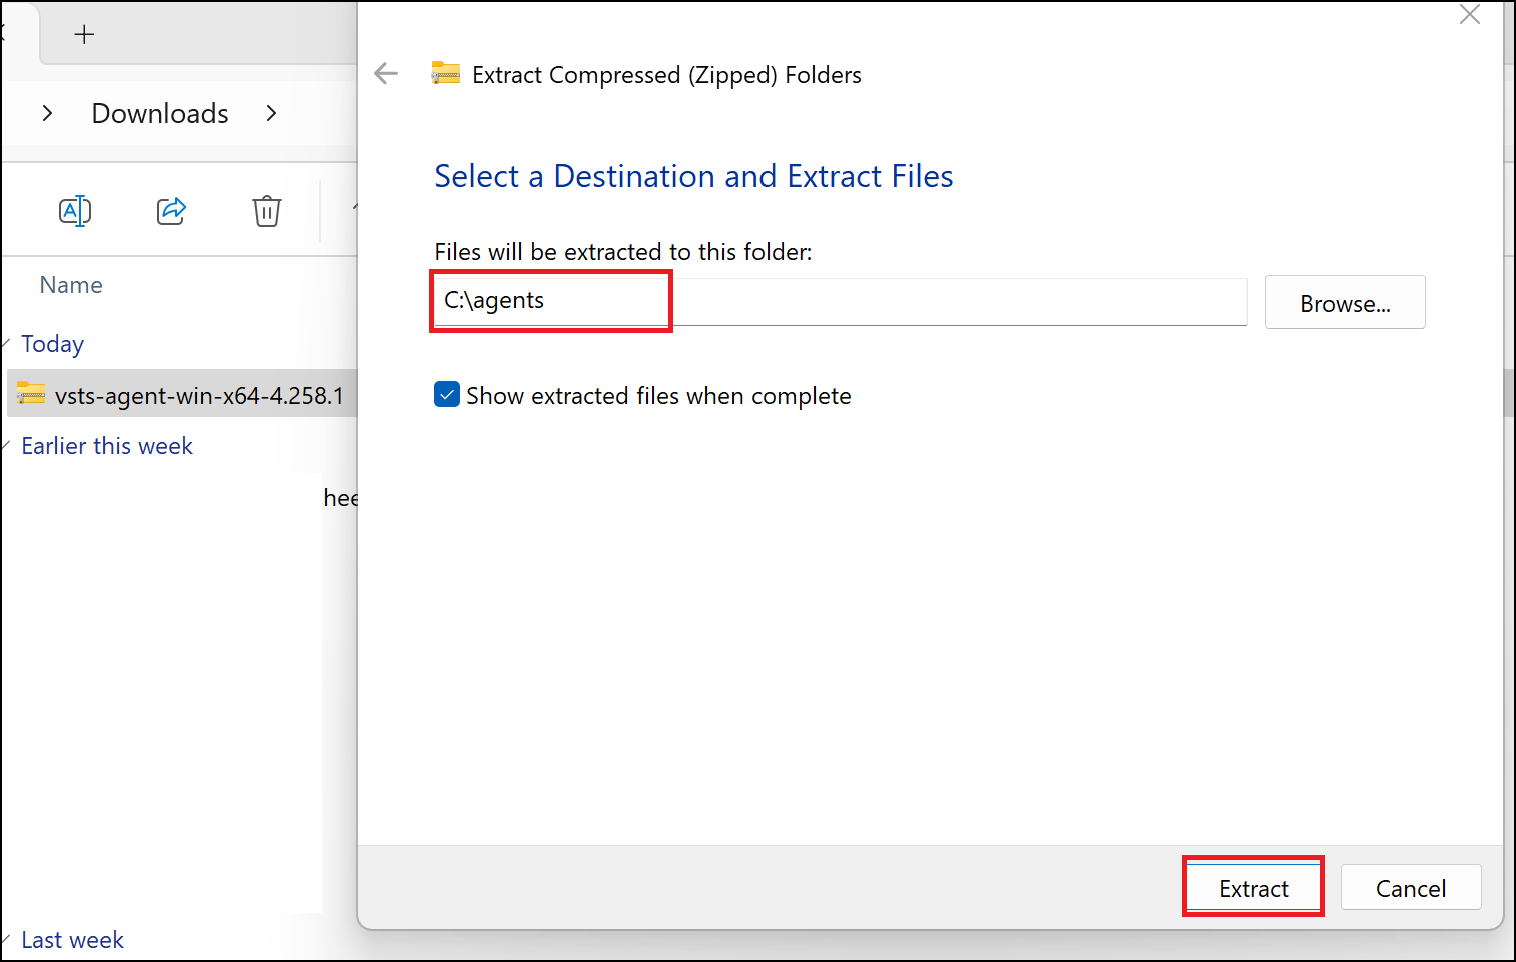 Downloads
Name
Today
vsts-agent-win-x64-4.258.1
Earlier this week
hee
Last week
Extract Compressed (Zipped) Folders
Select a Destination and Extract Files
Files will be extracted to this folder:
C:\agents
Browse...
Show extracted files when complete
Extract
Cancel